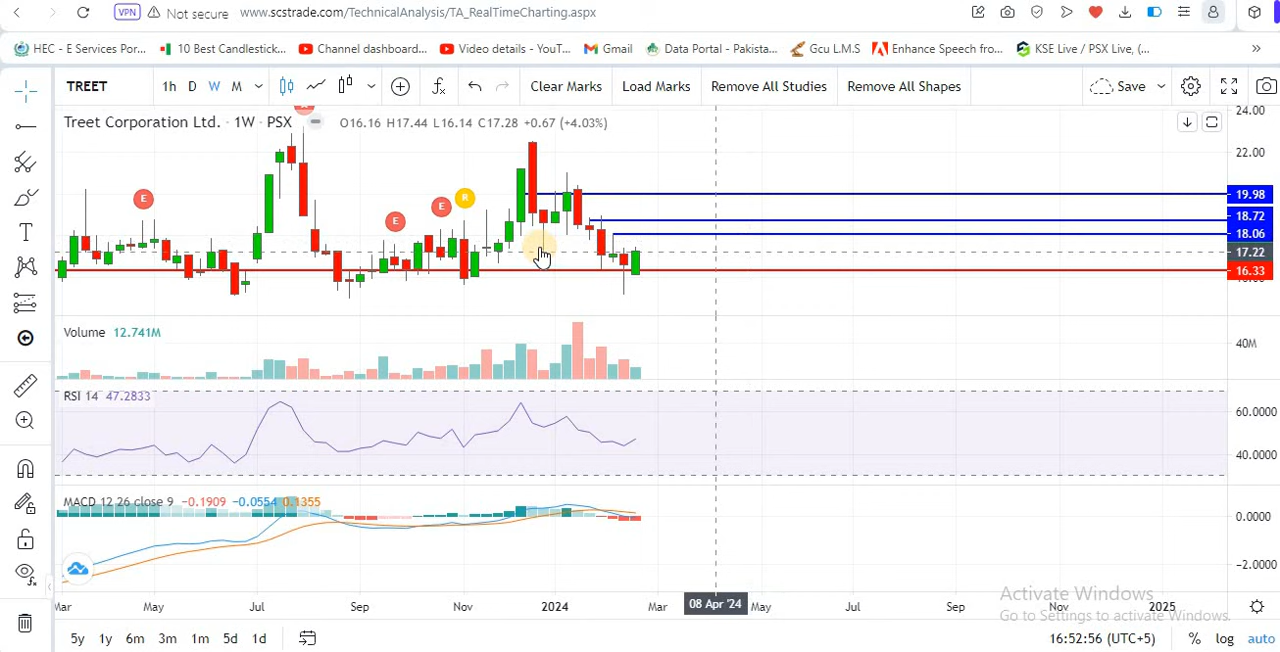 VPN Not secure www.scstrade.com/TechnicalAnalysis/TA_RealTimeCharting.aspx
HEC - E Services Por... 10 Best Candlestick... Channel dashboard... Video details - YouT... Gmail Data Portal - Pakista... Gcu L.M.S Enhance Speech fro... KSE Live / PSX Live, (... »
TREET 1h D W M Clear Marks Load Marks Remove All Studies Remove All Shapes Save
Treet Corporation Ltd. · 1W · PSX O16.16 H17.44 L16.14 C17.28 +0.67 (+4.03%)
24.00
22.00
E E E R
19.98
18.72
18.06
17.22
16.33
Volume 12.741M
40M
RSI 14 47.2833
60.0000
40.0000
MACD 12 26 close 9 −0.1909 −0.0554 0.1355
0.0000
−2.0000
Activate Windows
Mar May Jul Sep Nov 2024 Mar 08 Apr '24 May Jul Sep Nov 2025
Go to Settings to activate Windows.
5y 1y 6m 3m 1m 5d 1d 16:52:56 (UTC+5) % log auto